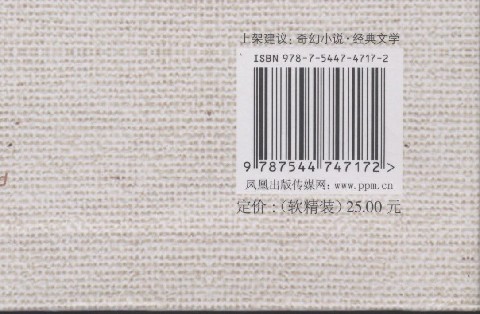 上架建议：奇幻小说·经典文学
ISBN 978-7-5447-4717-2
9 787544 747172 >
凤凰出版传媒网：www.ppm.cn
定价：（软精装）25.00 元